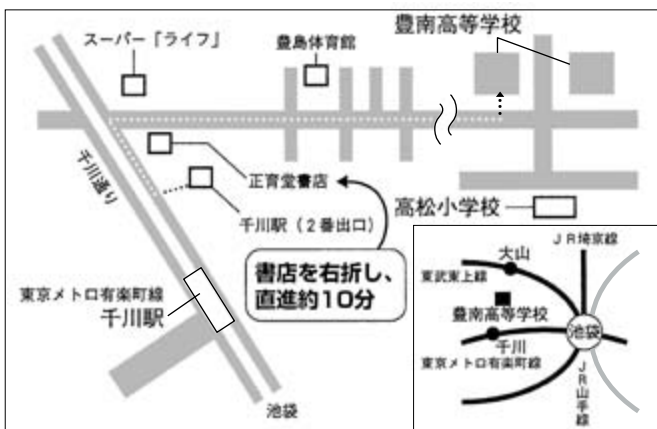 スーパー「ライフ」
豊島体育館
豊南高等学校
千川通り
正育堂書店
千川駅(2番出口)
高松小学校
書店を右折し、
直進約10分
東京メトロ有楽町線
千川駅
池袋
JR埼京線
大山
東武東上線
豊南高等学校
池袋
千川
東京メトロ有楽町線
JR山手線